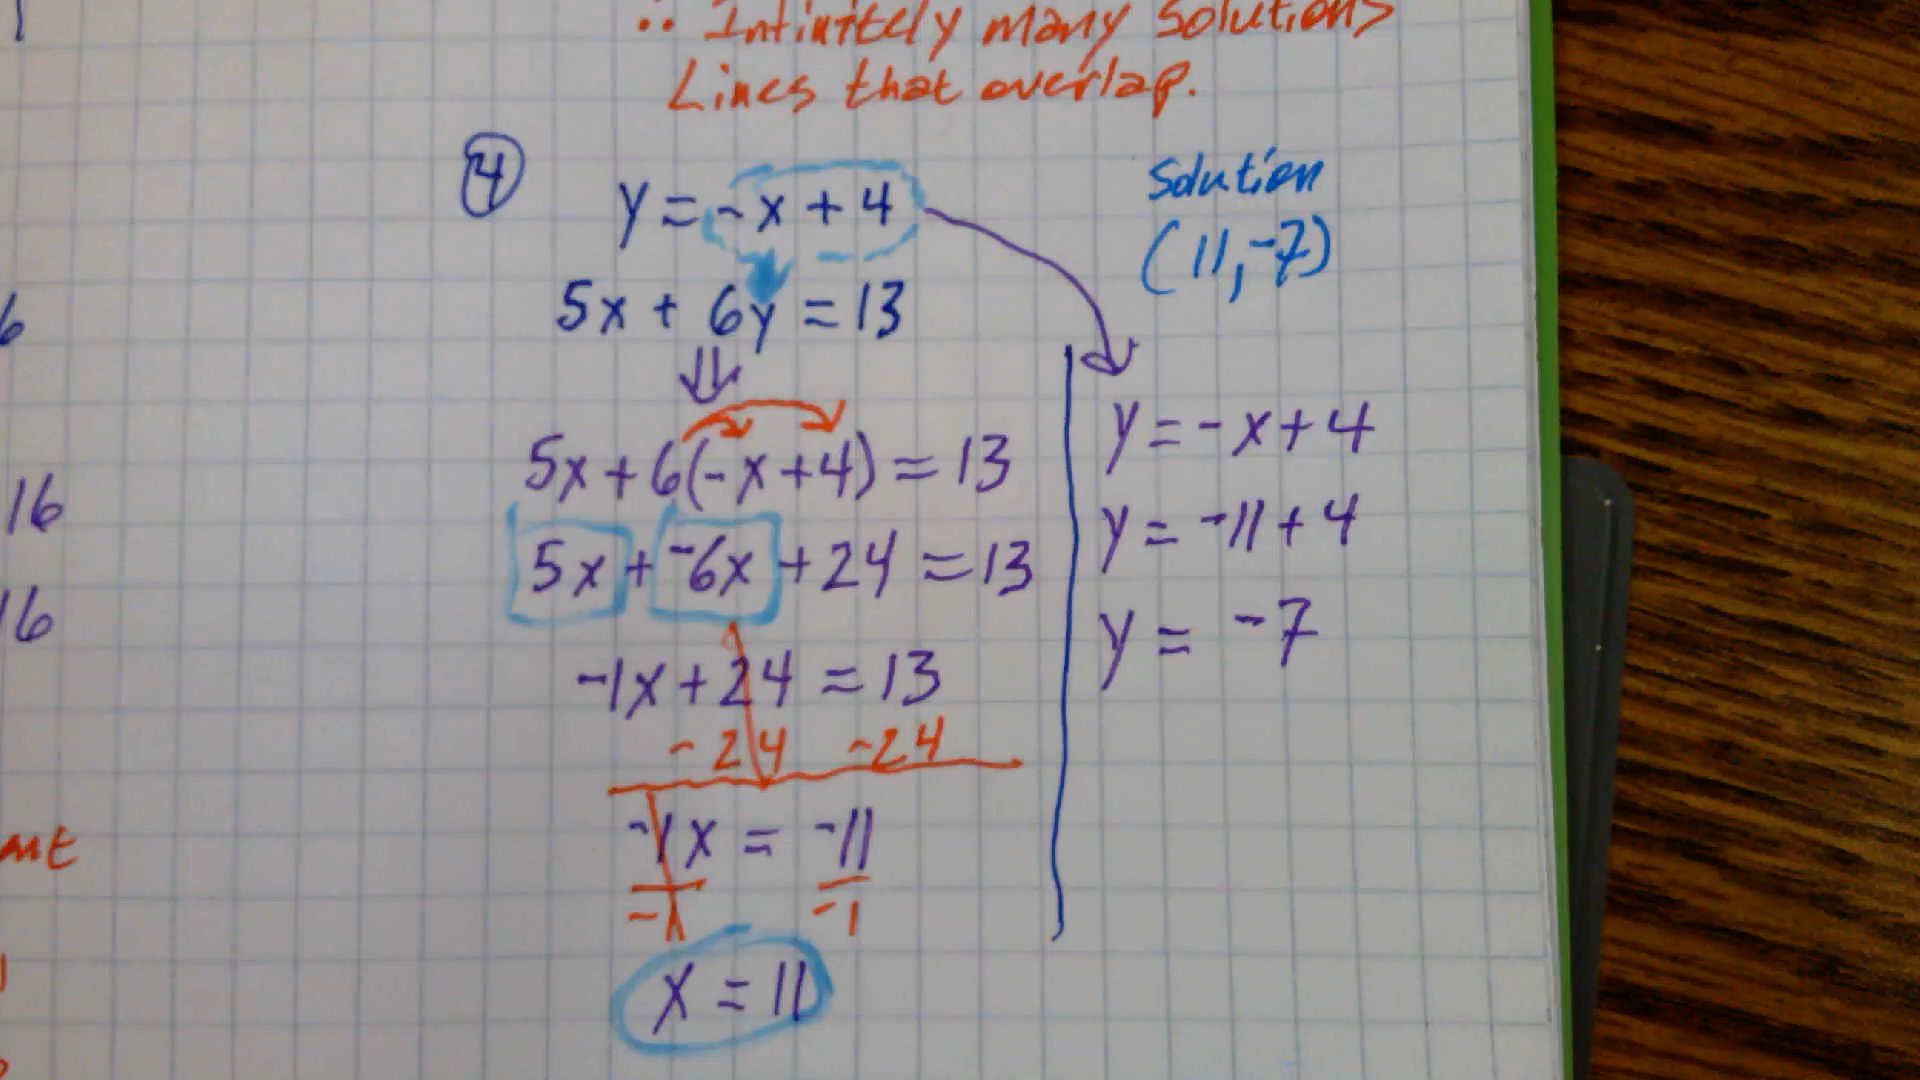 ∴ Infinitely many Solutions
Lines that overlap.
④
y = -x + 4
5x + 6y = 13
5x + 6(-x + 4) = 13
5x + -6x + 24 = 13
-1x + 24 = 13
-24 -24
-1x = -11
-1 -1
x = 11
Solution
(11, -7)
y = -x + 4
y = -11 + 4
y = -7
6
16
16